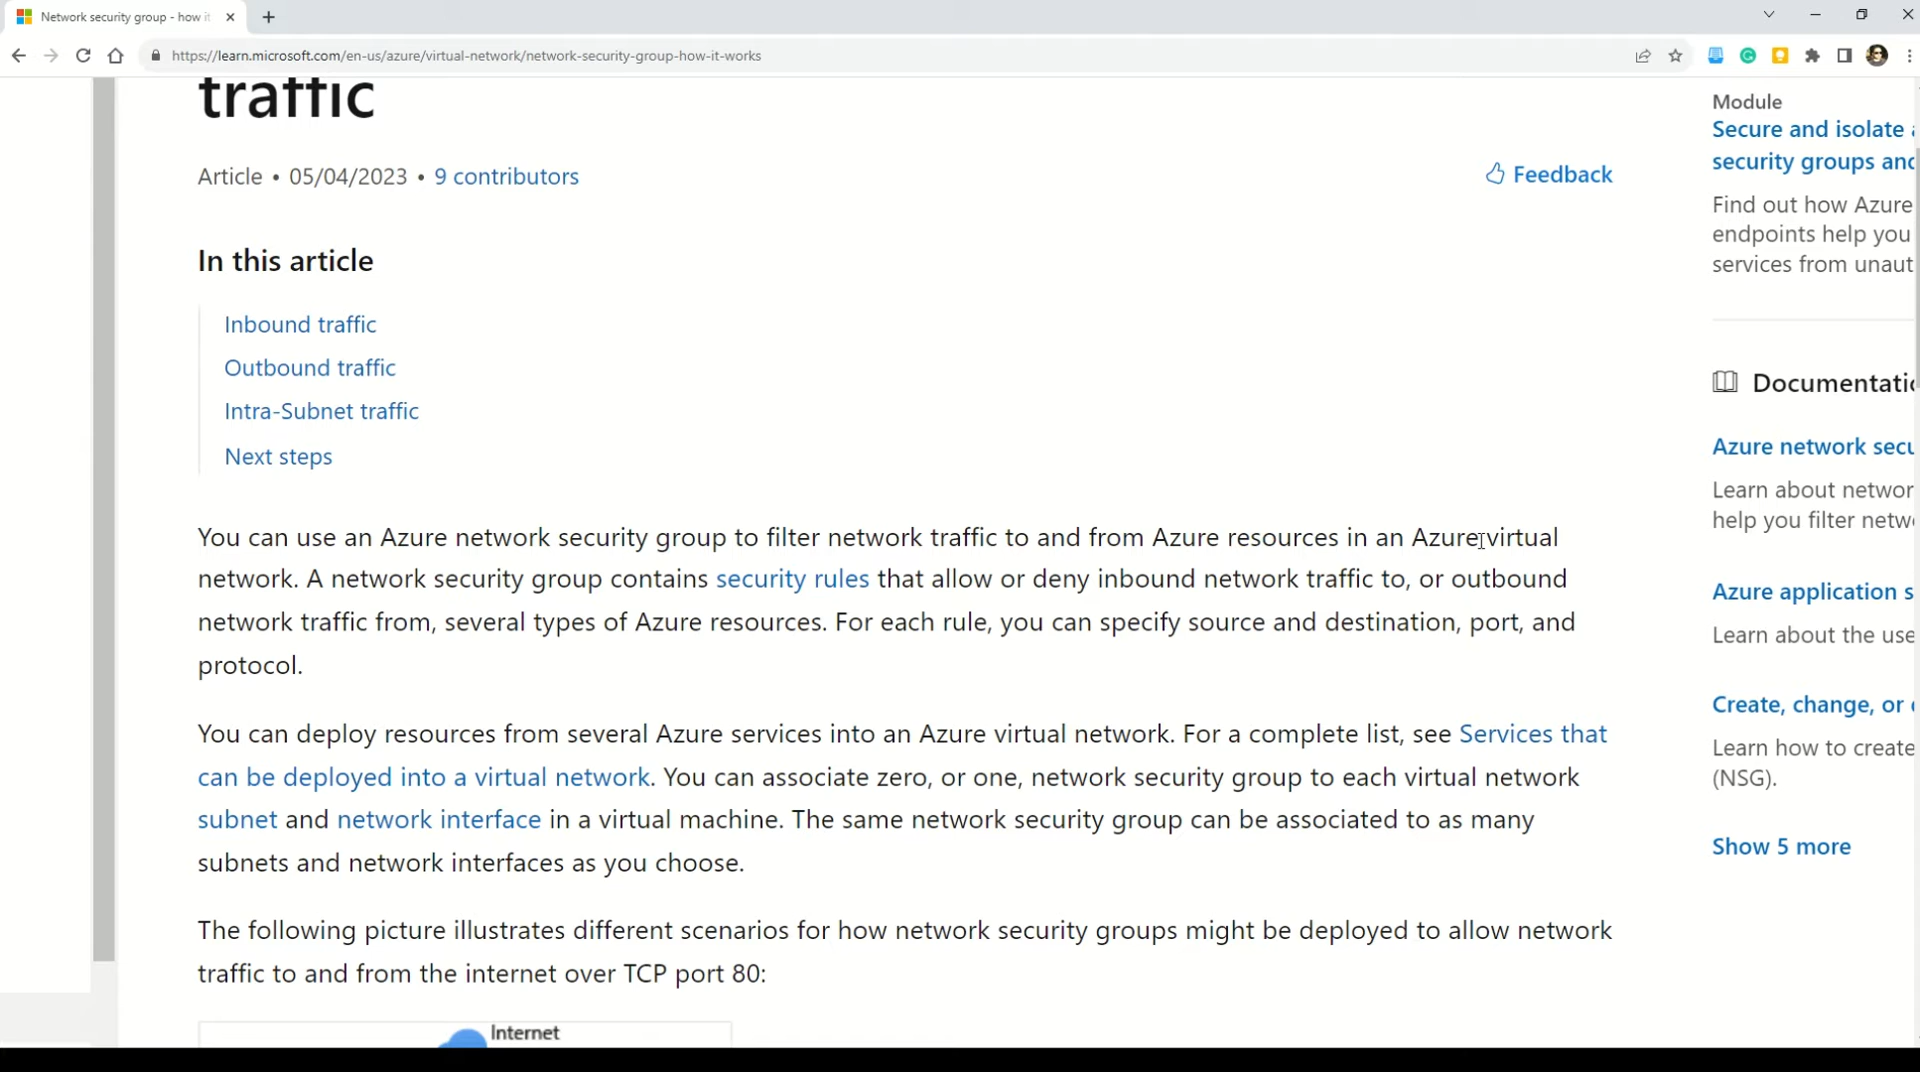 Network security group - how it
https://learn.microsoft.com/en-us/azure/virtual-network/network-security-group-how-it-works
traffic
Article • 05/04/2023 • 9 contributors
Feedback
In this article
Inbound traffic
Outbound traffic
Intra-Subnet traffic
Next steps
You can use an Azure network security group to filter network traffic to and from Azure resources in an Azure virtual
network. A network security group contains security rules that allow or deny inbound network traffic to, or outbound
network traffic from, several types of Azure resources. For each rule, you can specify source and destination, port, and
protocol.
You can deploy resources from several Azure services into an Azure virtual network. For a complete list, see Services that
can be deployed into a virtual network. You can associate zero, or one, network security group to each virtual network
subnet and network interface in a virtual machine. The same network security group can be associated to as many
subnets and network interfaces as you choose.
The following picture illustrates different scenarios for how network security groups might be deployed to allow network
traffic to and from the internet over TCP port 80:
Internet
Module
Secure and isolate
security groups and
Find out how Azure
endpoints help you
services from unaut
Documentatio
Azure network secu
Learn about networ
help you filter netw
Azure application s
Learn about the use
Create, change, or
Learn how to create
(NSG).
Show 5 more